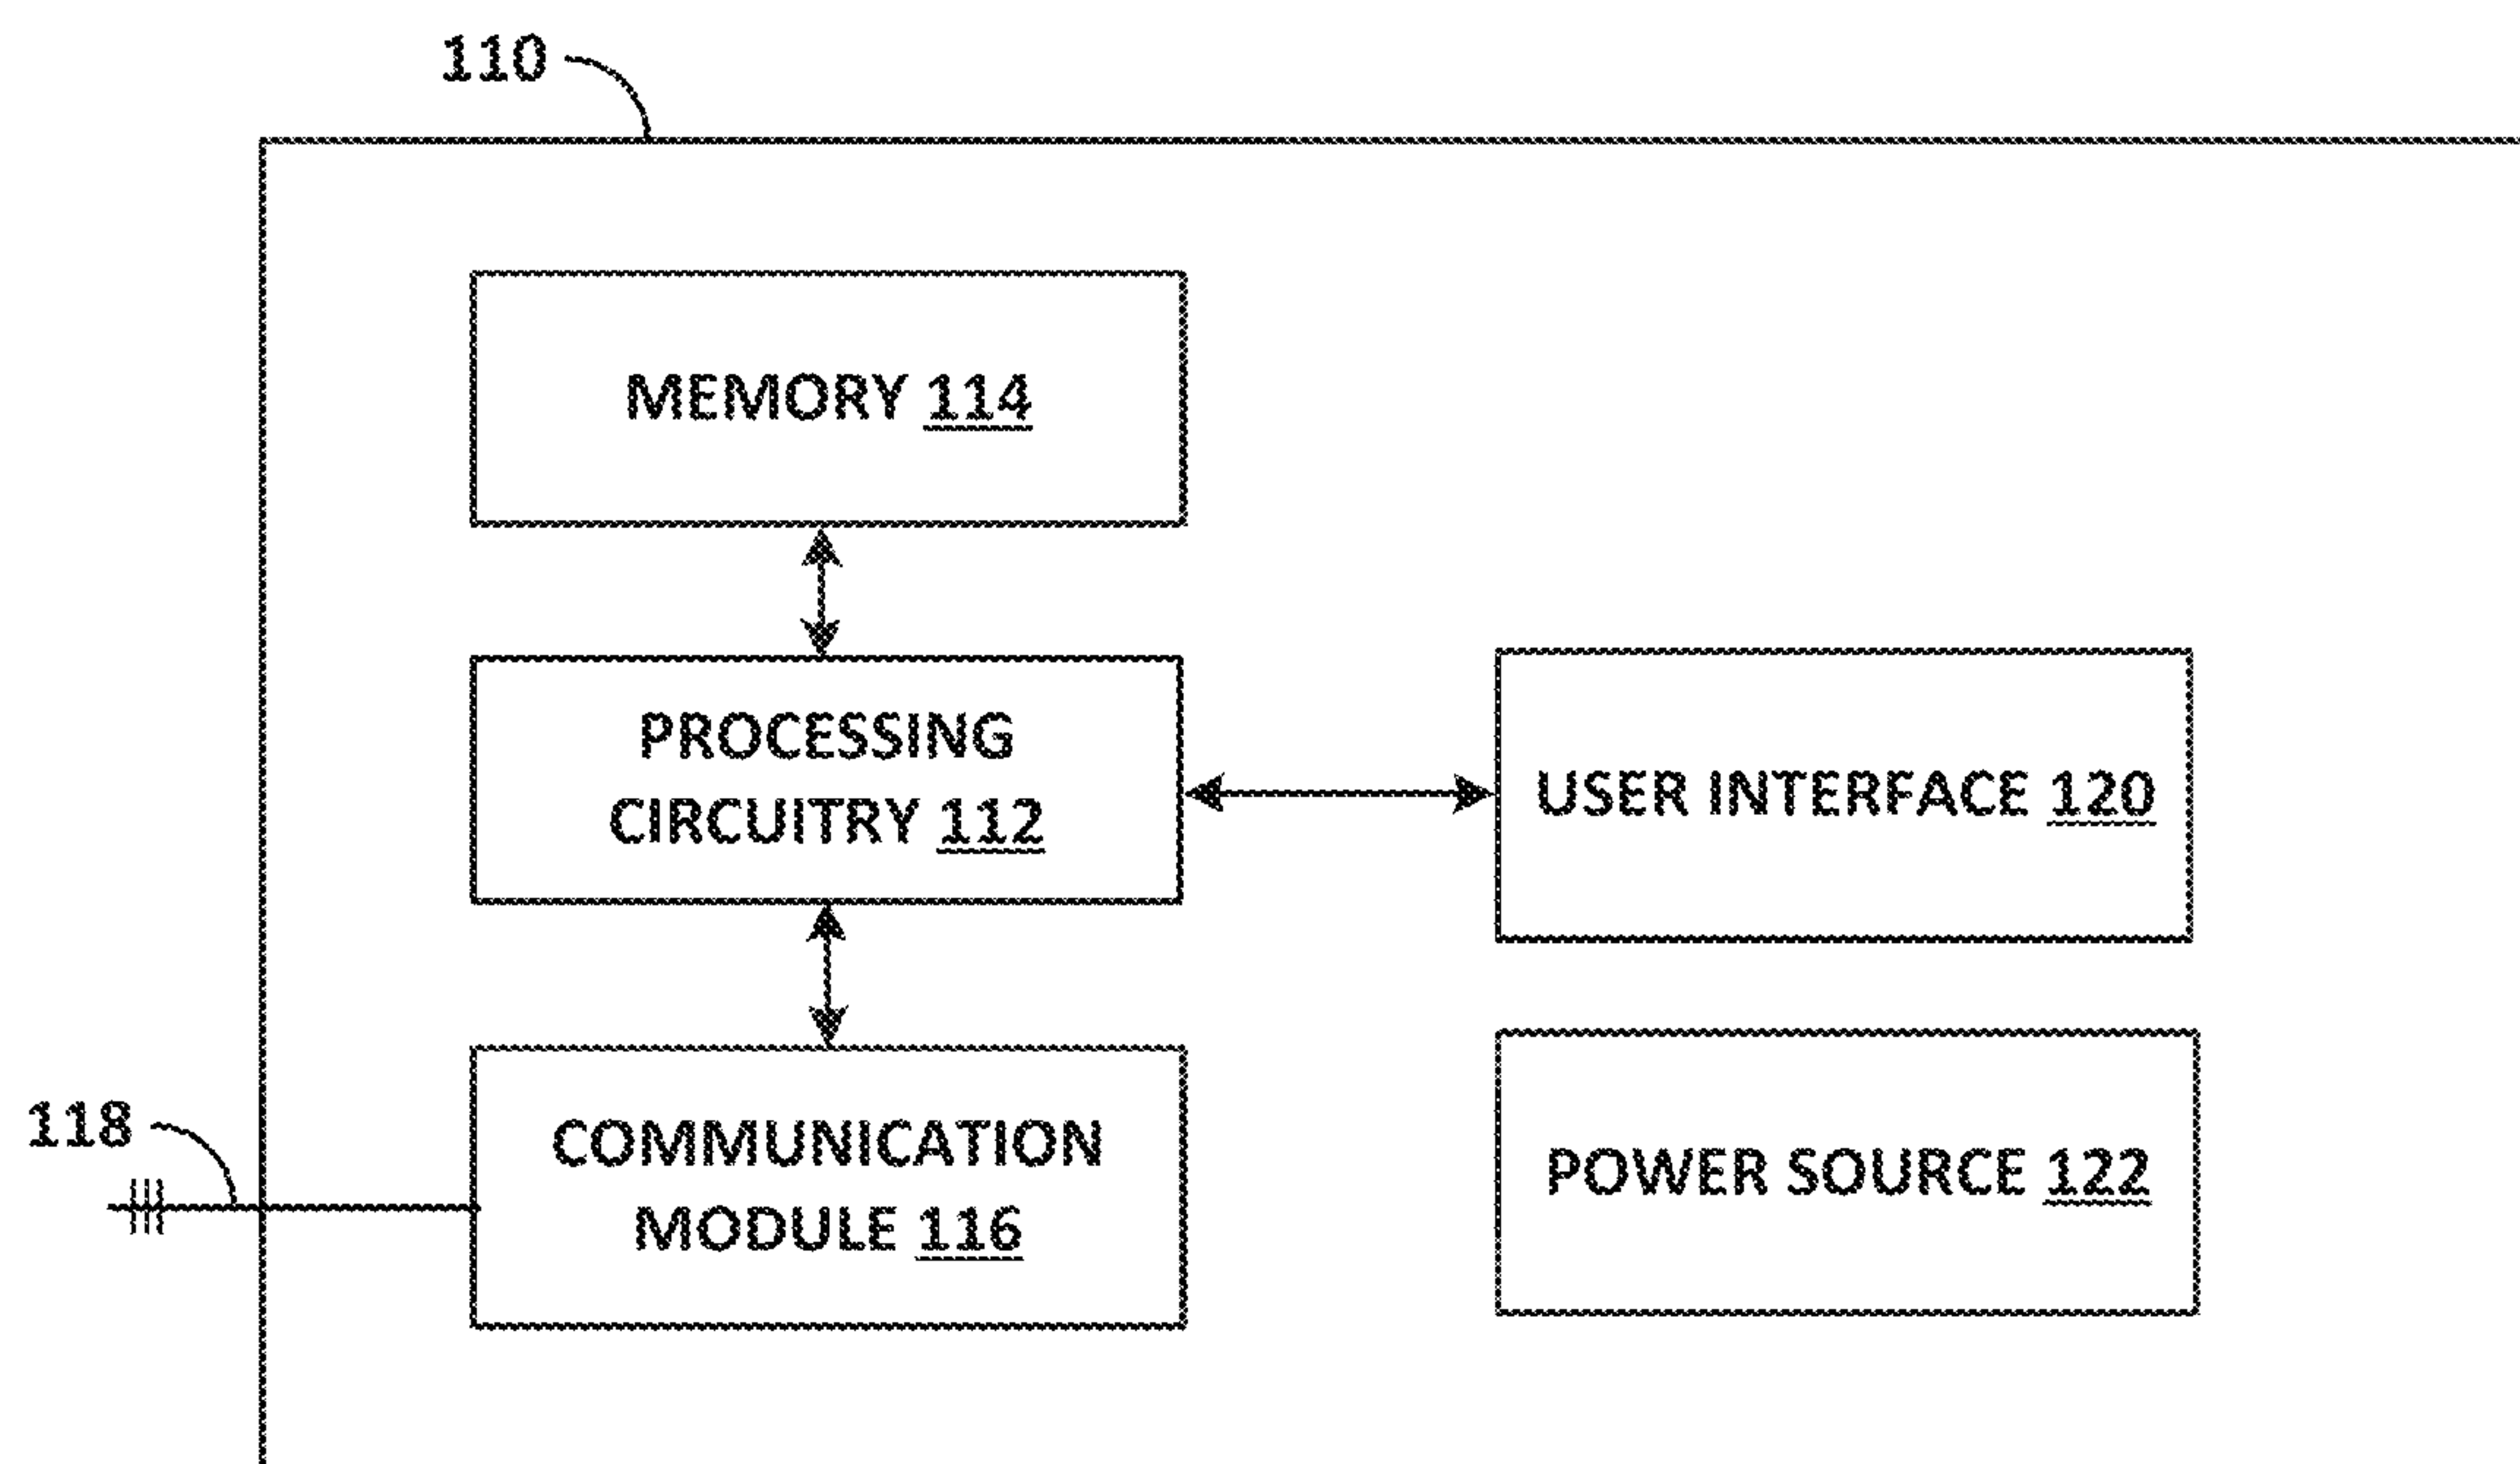 110
MEMORY 114
PROCESSING
CIRCUITRY 112
USER INTERFACE 120
118
COMMUNICATION
MODULE 116
POWER SOURCE 122